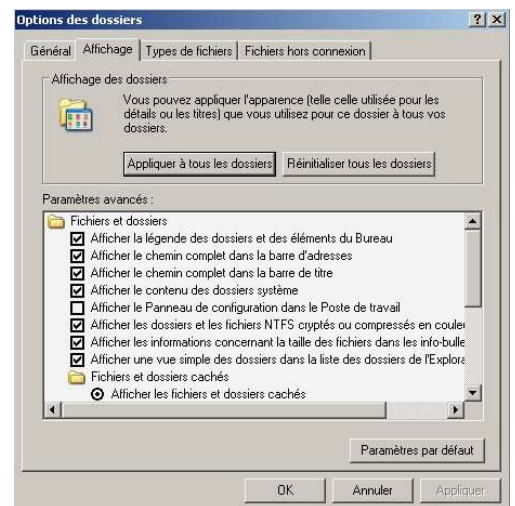 Options des dossiers
Général Affichage Types de fichiers Fichiers hors connexion
Affichage des dossiers
Vous pouvez appliquer l'apparence (telle celle utilisée pour les
détails ou les titres) que vous utilisez pour ce dossier à tous vos
dossiers.
Appliquer à tous les dossiers Réinitialiser tous les dossiers
Paramètres avancés :
Fichiers et dossiers
Afficher la légende des dossiers et des éléments du Bureau
Afficher le chemin complet dans la barre d'adresses
Afficher le chemin complet dans la barre de titre
Afficher le contenu des dossiers système
Afficher le Panneau de configuration dans le Poste de travail
Afficher les dossiers et les fichiers NTFS cryptés ou compressés en couleu
Afficher les informations concernant la taille des fichiers dans les info-bulle
Afficher une vue simple des dossiers dans la liste des dossiers de l'Explora
Fichiers et dossiers cachés
Afficher les fichiers et dossiers cachés
Paramètres par défaut
OK Annuler Appliquer